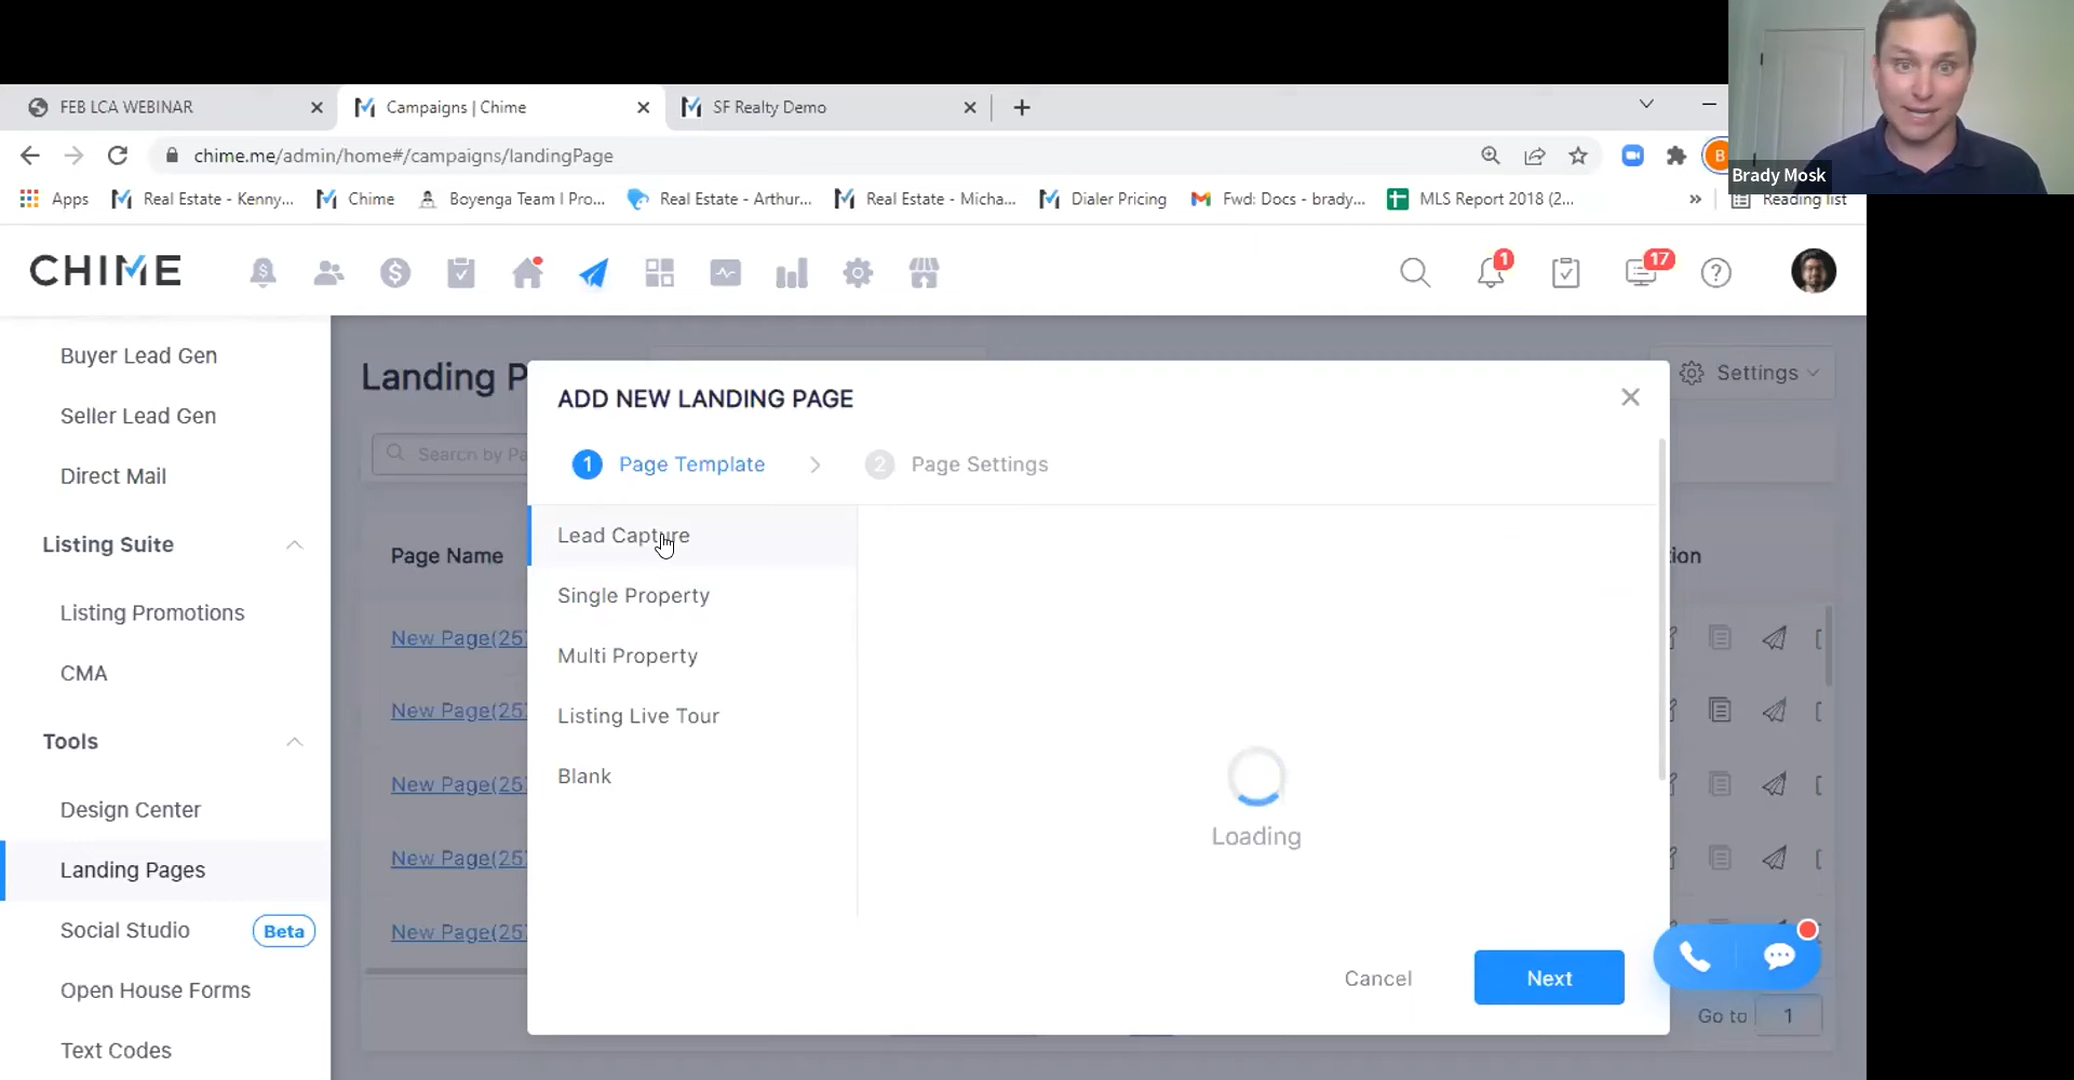 Brady Mosk
FEB LCA WEBINAR
Campaigns | Chime
SF Realty Demo
chime.me/admin/home#/campaigns/landingPage
B
Apps
Real Estate - Kenny...
Chime
Boyenga Team I Pro...
Real Estate - Arthur...
Real Estate - Micha...
Dialer Pricing
Fwd: Docs - brady...
MLS Report 2018 (2...
»
Reading list
CHIME
1
17
Buyer Lead Gen
Seller Lead Gen
Direct Mail
Listing Suite
Listing Promotions
CMA
Tools
Design Center
Landing Pages
Social Studio
Beta
Open House Forms
Text Codes
Landing P
Settings
Search by Pa
Page Name
ion
New Page(25
New Page(25
New Page(25
New Page(25
New Page(25
Go to
1
ADD NEW LANDING PAGE
1 Page Template
2 Page Settings
Lead Capture
Single Property
Multi Property
Listing Live Tour
Blank
Loading
Cancel
Next